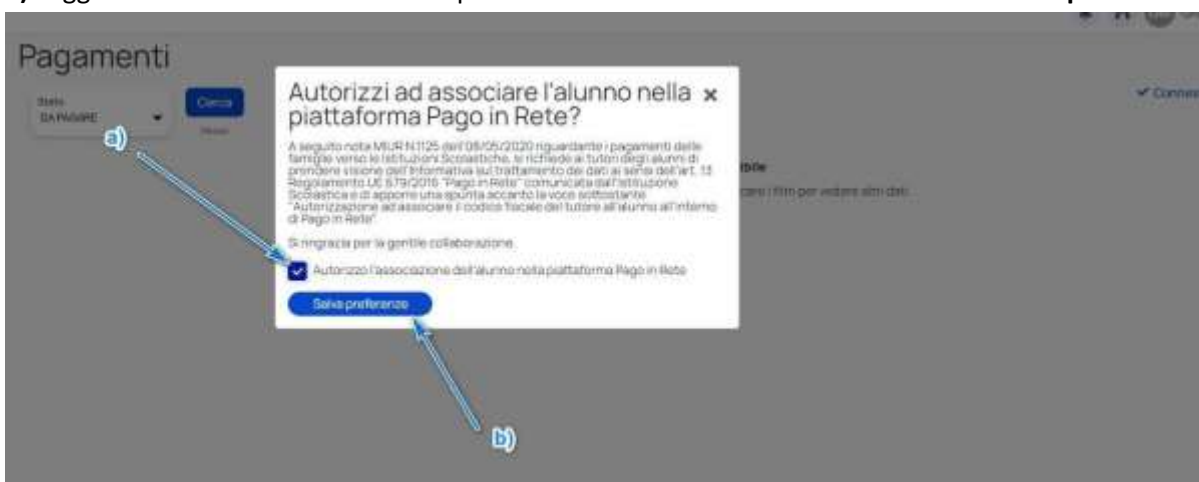 Pagamenti
Stato
DA PAGARE
Cerca
Autorizzi ad associare l'alunno nella ×
piattaforma Pago in Rete?
A seguito nota MIUR N.1125 dell'08/05/2020 riguardante i pagamenti delle
famiglie verso le Istituzioni Scolastiche, si richiede ai tutori degli alunni di
prendere visione dell'Informativa sul trattamento dei dati ai sensi dell'art. 13
Regolamento UE 679/2016 "Pago in Rete" comunicata dall'Istituzione
Scolastica e di apporre una spunta accanto la voce sottostante
"Autorizzazione ad associare il codice fiscale del tutore all'alunno all'interno
di Pago in Rete"
Si ringrazia per la gentile collaborazione.
Autorizzo l'associazione dell'alunno nella piattaforma Pago in Rete
Salva preferenze
a)
b)
i filtri per vedere altri dati